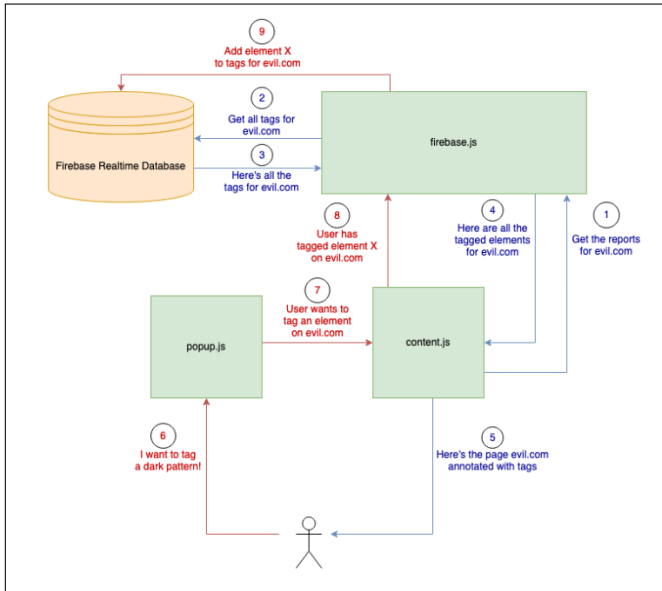 9
Add element X
to tags for evil.com
2
Get all tags for
evil.com
Firebase Realtime Database
3
Here's all the
tags for evil.com
firebase.js
8
User has
tagged element X
on evil.com
4
Here are all the
tagged elements
for evil.com
1
Get the reports
for evil.com
7
User wants to
tag an element
on evil.com
popup.js
content.js
6
I want to tag
a dark pattern!
5
Here's the page evil.com
annotated with tags